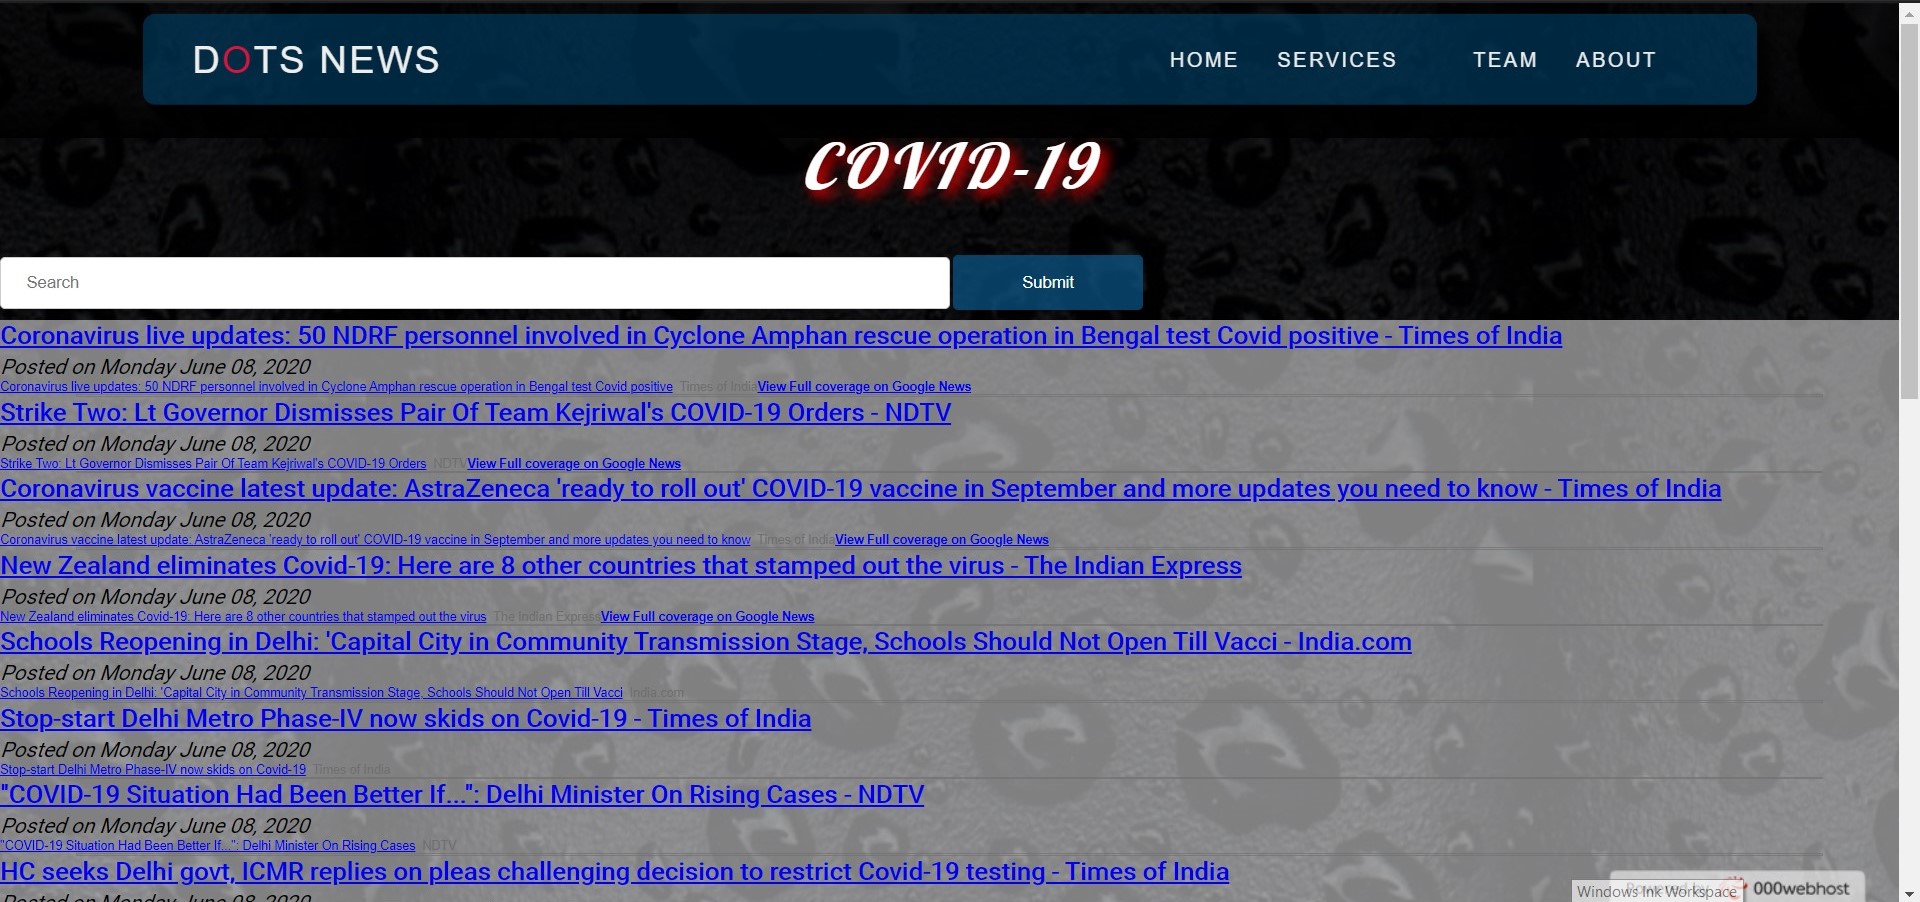 DOTS NEWS
HOME SERVICES TEAM ABOUT
COVID-19
Search Submit
Coronavirus live updates: 50 NDRF personnel involved in Cyclone Amphan rescue operation in Bengal test Covid positive - Times of India
Posted on Monday June 08, 2020
Coronavirus live updates: 50 NDRF personnel involved in Cyclone Amphan rescue operation in Bengal test Covid positive Times of IndiaView Full coverage on Google News
Strike Two: Lt Governor Dismisses Pair Of Team Kejriwal's COVID-19 Orders - NDTV
Posted on Monday June 08, 2020
Strike Two: Lt Governor Dismisses Pair Of Team Kejriwal's COVID-19 Orders NDTVView Full coverage on Google News
Coronavirus vaccine latest update: AstraZeneca 'ready to roll out' COVID-19 vaccine in September and more updates you need to know - Times of India
Posted on Monday June 08, 2020
Coronavirus vaccine latest update: AstraZeneca 'ready to roll out' COVID-19 vaccine in September and more updates you need to know Times of IndiaView Full coverage on Google News
New Zealand eliminates Covid-19: Here are 8 other countries that stamped out the virus - The Indian Express
Posted on Monday June 08, 2020
New Zealand eliminates Covid-19: Here are 8 other countries that stamped out the virus The Indian ExpressView Full coverage on Google News
Schools Reopening in Delhi: 'Capital City in Community Transmission Stage, Schools Should Not Open Till Vacci - India.com
Posted on Monday June 08, 2020
Schools Reopening in Delhi: 'Capital City in Community Transmission Stage, Schools Should Not Open Till Vacci India.com
Stop-start Delhi Metro Phase-IV now skids on Covid-19 - Times of India
Posted on Monday June 08, 2020
Stop-start Delhi Metro Phase-IV now skids on Covid-19 Times of India
"COVID-19 Situation Had Been Better If...": Delhi Minister On Rising Cases - NDTV
Posted on Monday June 08, 2020
"COVID-19 Situation Had Been Better If...": Delhi Minister On Rising Cases NDTV
HC seeks Delhi govt, ICMR replies on pleas challenging decision to restrict Covid-19 testing - Times of India
Posted on Monday June 08, 2020
Windows Ink Workspace 000webhost